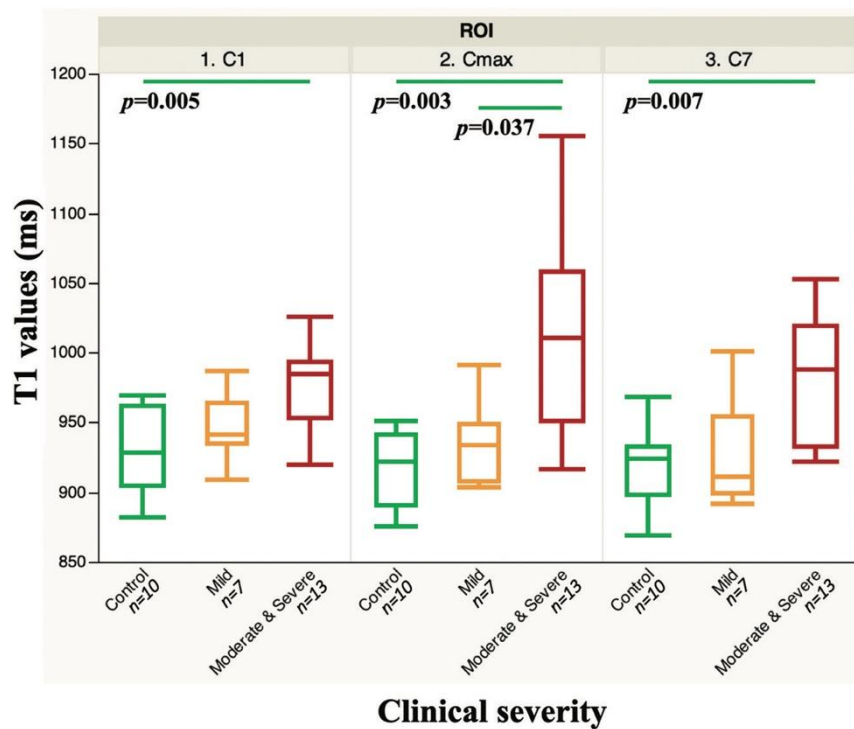 ROI
1. C1
2. Cmax
3. C7
1200
1150
1100
1050
1000
950
900
850
T1 values (ms)
p=0.005
p=0.003
p=0.037
p=0.007
Control
n=10
Mild
n=7
Moderate & Severe
n=13
Control
n=10
Mild
n=7
Moderate & Severe
n=13
Control
n=10
Mild
n=7
Moderate & Severe
n=13
Clinical severity